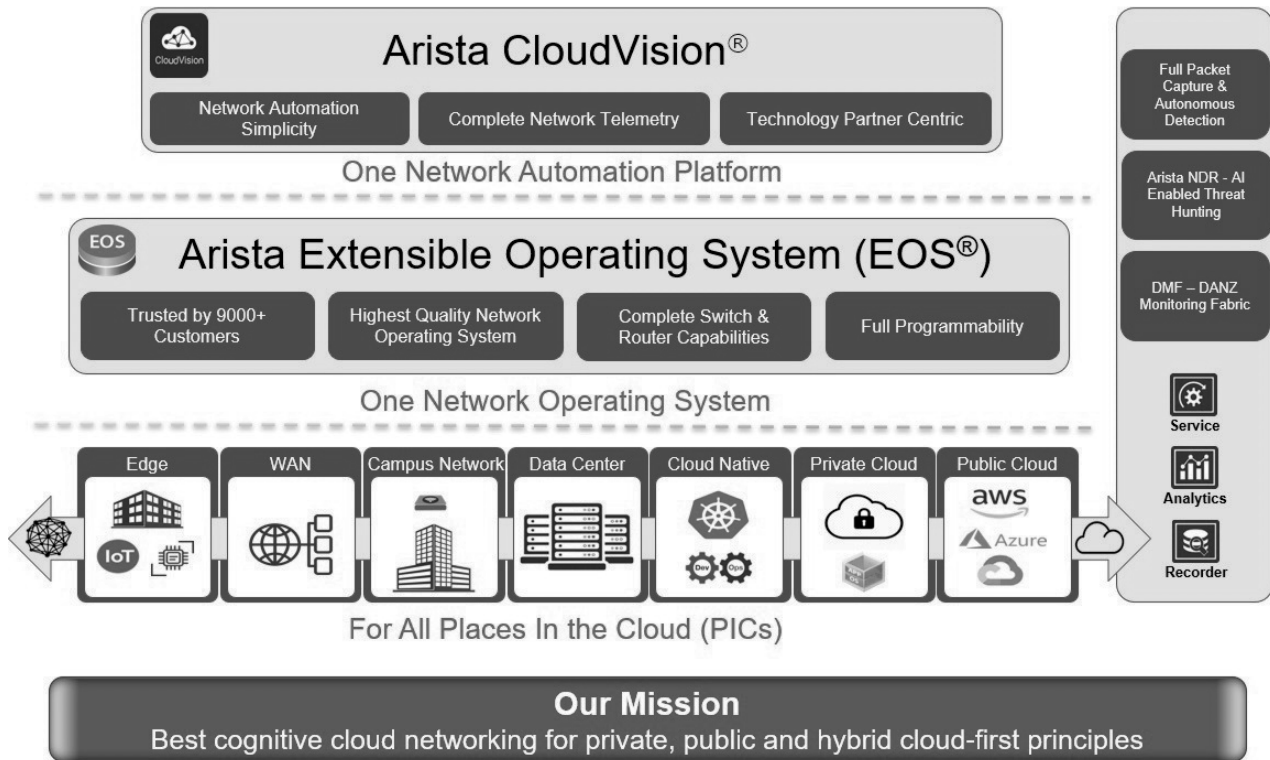 CloudVision
Arista CloudVision®
Network Automation
Simplicity
Complete Network Telemetry
Technology Partner Centric
One Network Automation Platform
EOS
Arista Extensible Operating System (EOS®)
Trusted by 9000+
Customers
Highest Quality Network
Operating System
Complete Switch &
Router Capabilities
Full Programmability
One Network Operating System
Edge
IoT
WAN
Campus Network
Data Center
Cloud Native
Dev
Ops
Private Cloud
Public Cloud
aws
Azure
For All Places In the Cloud (PICs)
Full Packet
Capture &
Autonomous
Detection
Arista NDR - AI
Enabled Threat
Hunting
DMF – DANZ
Monitoring Fabric
Service
Analytics
Recorder
Our Mission
Best cognitive cloud networking for private, public and hybrid cloud-first principles